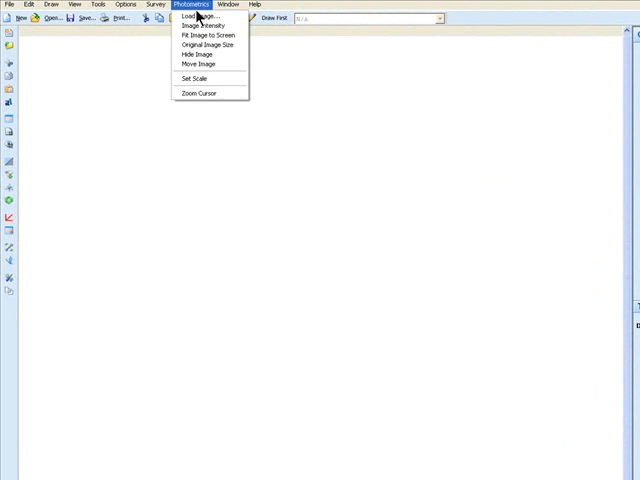 File Edit Draw View Tools Options Survey Photometrics Window Help
New Open... Save... Print... Draw First N/A
Image Intensity
Fit Image to Screen
Original Image Size
Hide Image
Move Image
Set Scale
Zoom Cursor